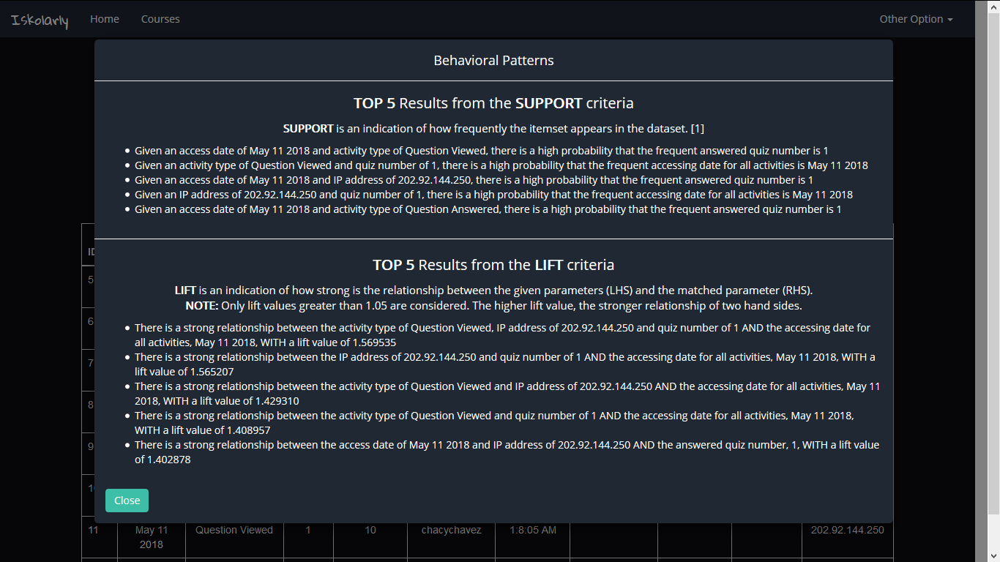 Iskolarly Home Courses Other Option
Behavioral Patterns
TOP 5 Results from the SUPPORT criteria
SUPPORT is an indication of how frequently the itemset appears in the dataset. [1]
Given an access date of May 11 2018 and activity type of Question Viewed, there is a high probability that the frequent answered quiz number is 1
Given an activity type of Question Viewed and quiz number of 1, there is a high probability that the frequent accessing date for all activities is May 11 2018
Given an access date of May 11 2018 and IP address of 202.92.144.250, there is a high probability that the frequent answered quiz number is 1
Given an IP address of 202.92.144.250 and quiz number of 1, there is a high probability that the frequent accessing date for all activities is May 11 2018
Given an access date of May 11 2018 and activity type of Question Answered, there is a high probability that the frequent answered quiz number is 1
TOP 5 Results from the LIFT criteria
LIFT is an indication of how strong is the relationship between the given parameters (LHS) and the matched parameter (RHS).
NOTE: Only lift values greater than 1.05 are considered. The higher lift value, the stronger relationship of two hand sides.
There is a strong relationship between the activity type of Question Viewed, IP address of 202.92.144.250 and quiz number of 1 AND the accessing date for
all activities, May 11 2018, WITH a lift value of 1.569535
There is a strong relationship between the IP address of 202.92.144.250 and quiz number of 1 AND the accessing date for all activities, May 11 2018, WITH a
lift value of 1.565207
There is a strong relationship between the activity type of Question Viewed and IP address of 202.92.144.250 AND the accessing date for all activities, May 11
2018, WITH a lift value of 1.429310
There is a strong relationship between the activity type of Question Viewed and quiz number of 1 AND the accessing date for all activities, May 11 2018,
WITH a lift value of 1.408957
There is a strong relationship between the access date of May 11 2018 and IP address of 202.92.144.250 AND the answered quiz number, 1, WITH a lift value
of 1.402878
5
6
7
8
9
Close
11 May 11 Question Viewed 1 10 chacychavez 1:8:05 AM 202.92.144.250
2018